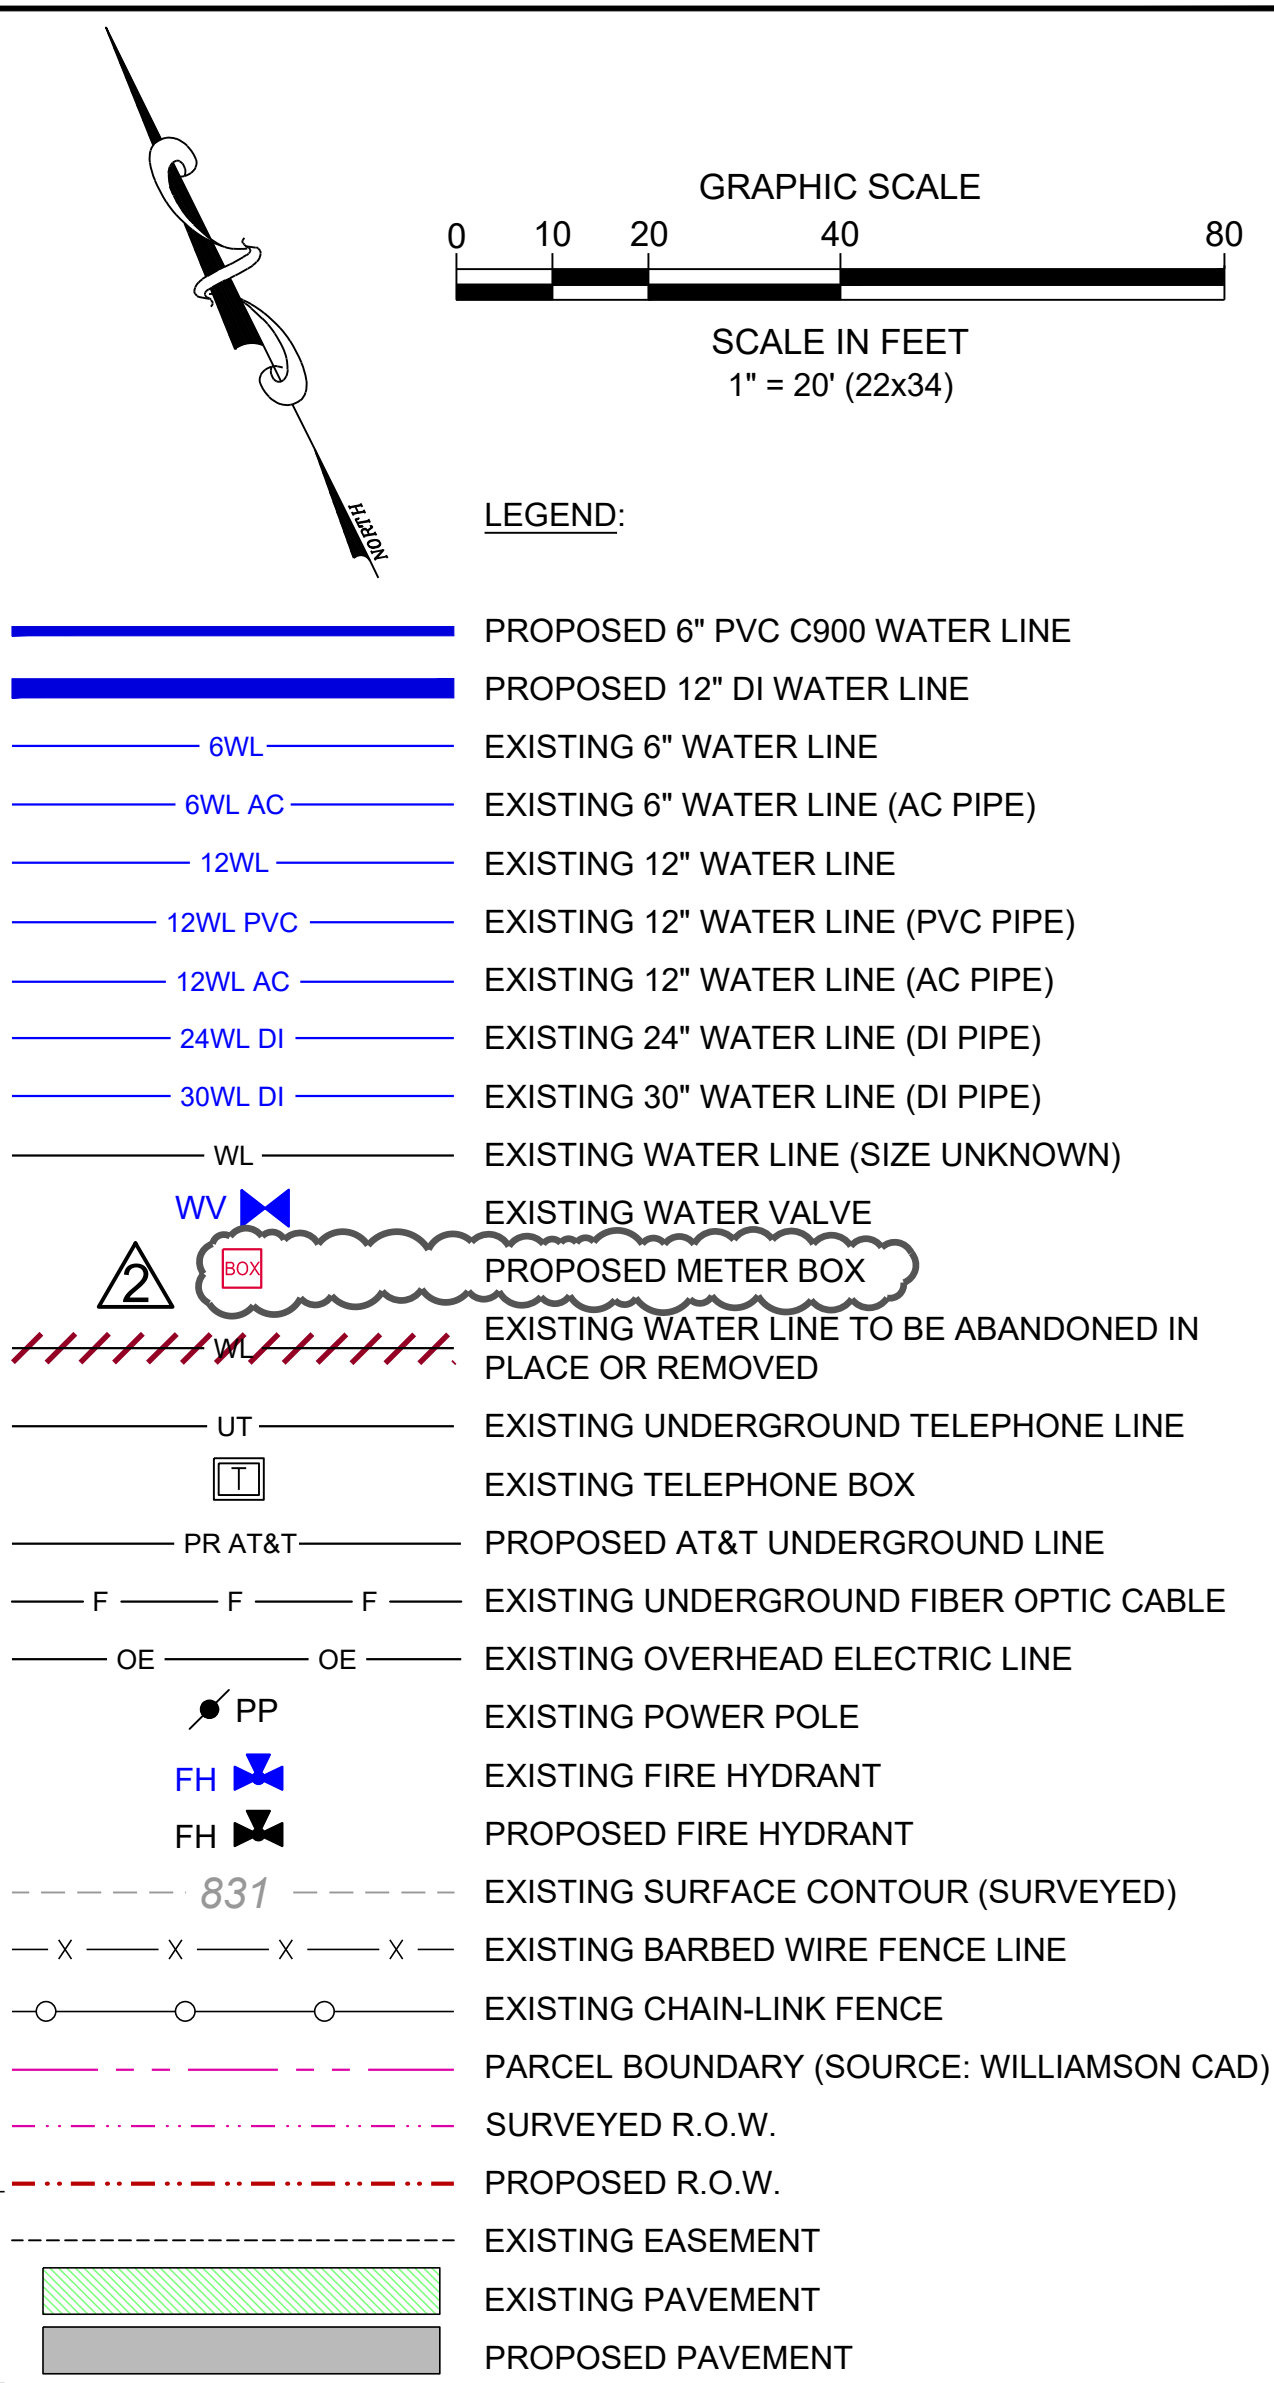 GRAPHIC SCALE
0 10 20 40 80
SCALE IN FEET
1" = 20' (22x34)
NORTH
LEGEND:
PROPOSED 6" PVC C900 WATER LINE
PROPOSED 12" DI WATER LINE
6WL EXISTING 6" WATER LINE
6WL AC EXISTING 6" WATER LINE (AC PIPE)
12WL EXISTING 12" WATER LINE
12WL PVC EXISTING 12" WATER LINE (PVC PIPE)
12WL AC EXISTING 12" WATER LINE (AC PIPE)
24WL DI EXISTING 24" WATER LINE (DI PIPE)
30WL DI EXISTING 30" WATER LINE (DI PIPE)
WL EXISTING WATER LINE (SIZE UNKNOWN)
WV EXISTING WATER VALVE
2 BOX PROPOSED METER BOX
WL EXISTING WATER LINE TO BE ABANDONED IN
PLACE OR REMOVED
UT EXISTING UNDERGROUND TELEPHONE LINE
T EXISTING TELEPHONE BOX
PR AT&T PROPOSED AT&T UNDERGROUND LINE
F F F EXISTING UNDERGROUND FIBER OPTIC CABLE
OE OE EXISTING OVERHEAD ELECTRIC LINE
PP EXISTING POWER POLE
FH EXISTING FIRE HYDRANT
FH PROPOSED FIRE HYDRANT
831 EXISTING SURFACE CONTOUR (SURVEYED)
X X X X EXISTING BARBED WIRE FENCE LINE
EXISTING CHAIN-LINK FENCE
PARCEL BOUNDARY (SOURCE: WILLIAMSON CAD)
SURVEYED R.O.W.
PROPOSED R.O.W.
EXISTING EASEMENT
EXISTING PAVEMENT
PROPOSED PAVEMENT